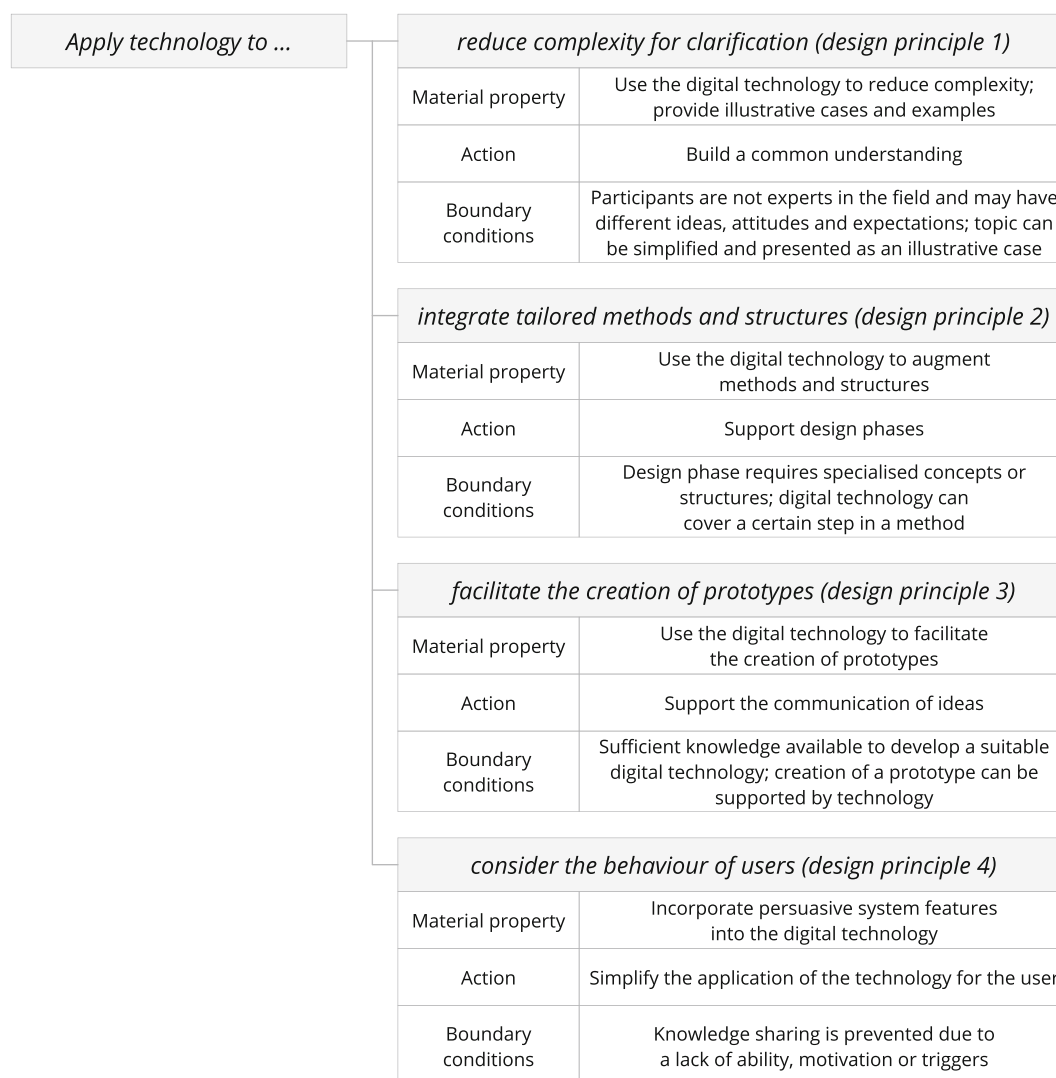 Apply technology to ...
reduce complexity for clarification (design principle 1)
Material property
Use the digital technology to reduce complexity;
provide illustrative cases and examples
Action
Build a common understanding
Boundary
conditions
Participants are not experts in the field and may have
different ideas, attitudes and expectations; topic can
be simplified and presented as an illustrative case
integrate tailored methods and structures (design principle 2)
Material property
Use the digital technology to augment
methods and structures
Action
Support design phases
Boundary
conditions
Design phase requires specialised concepts or
structures; digital technology can
cover a certain step in a method
facilitate the creation of prototypes (design principle 3)
Material property
Use the digital technology to facilitate
the creation of prototypes
Action
Support the communication of ideas
Boundary
conditions
Sufficient knowledge available to develop a suitable
digital technology; creation of a prototype can be
supported by technology
consider the behaviour of users (design principle 4)
Material property
Incorporate persuasive system features
into the digital technology
Action
Simplify the application of the technology for the user
Boundary
conditions
Knowledge sharing is prevented due to
a lack of ability, motivation or triggers